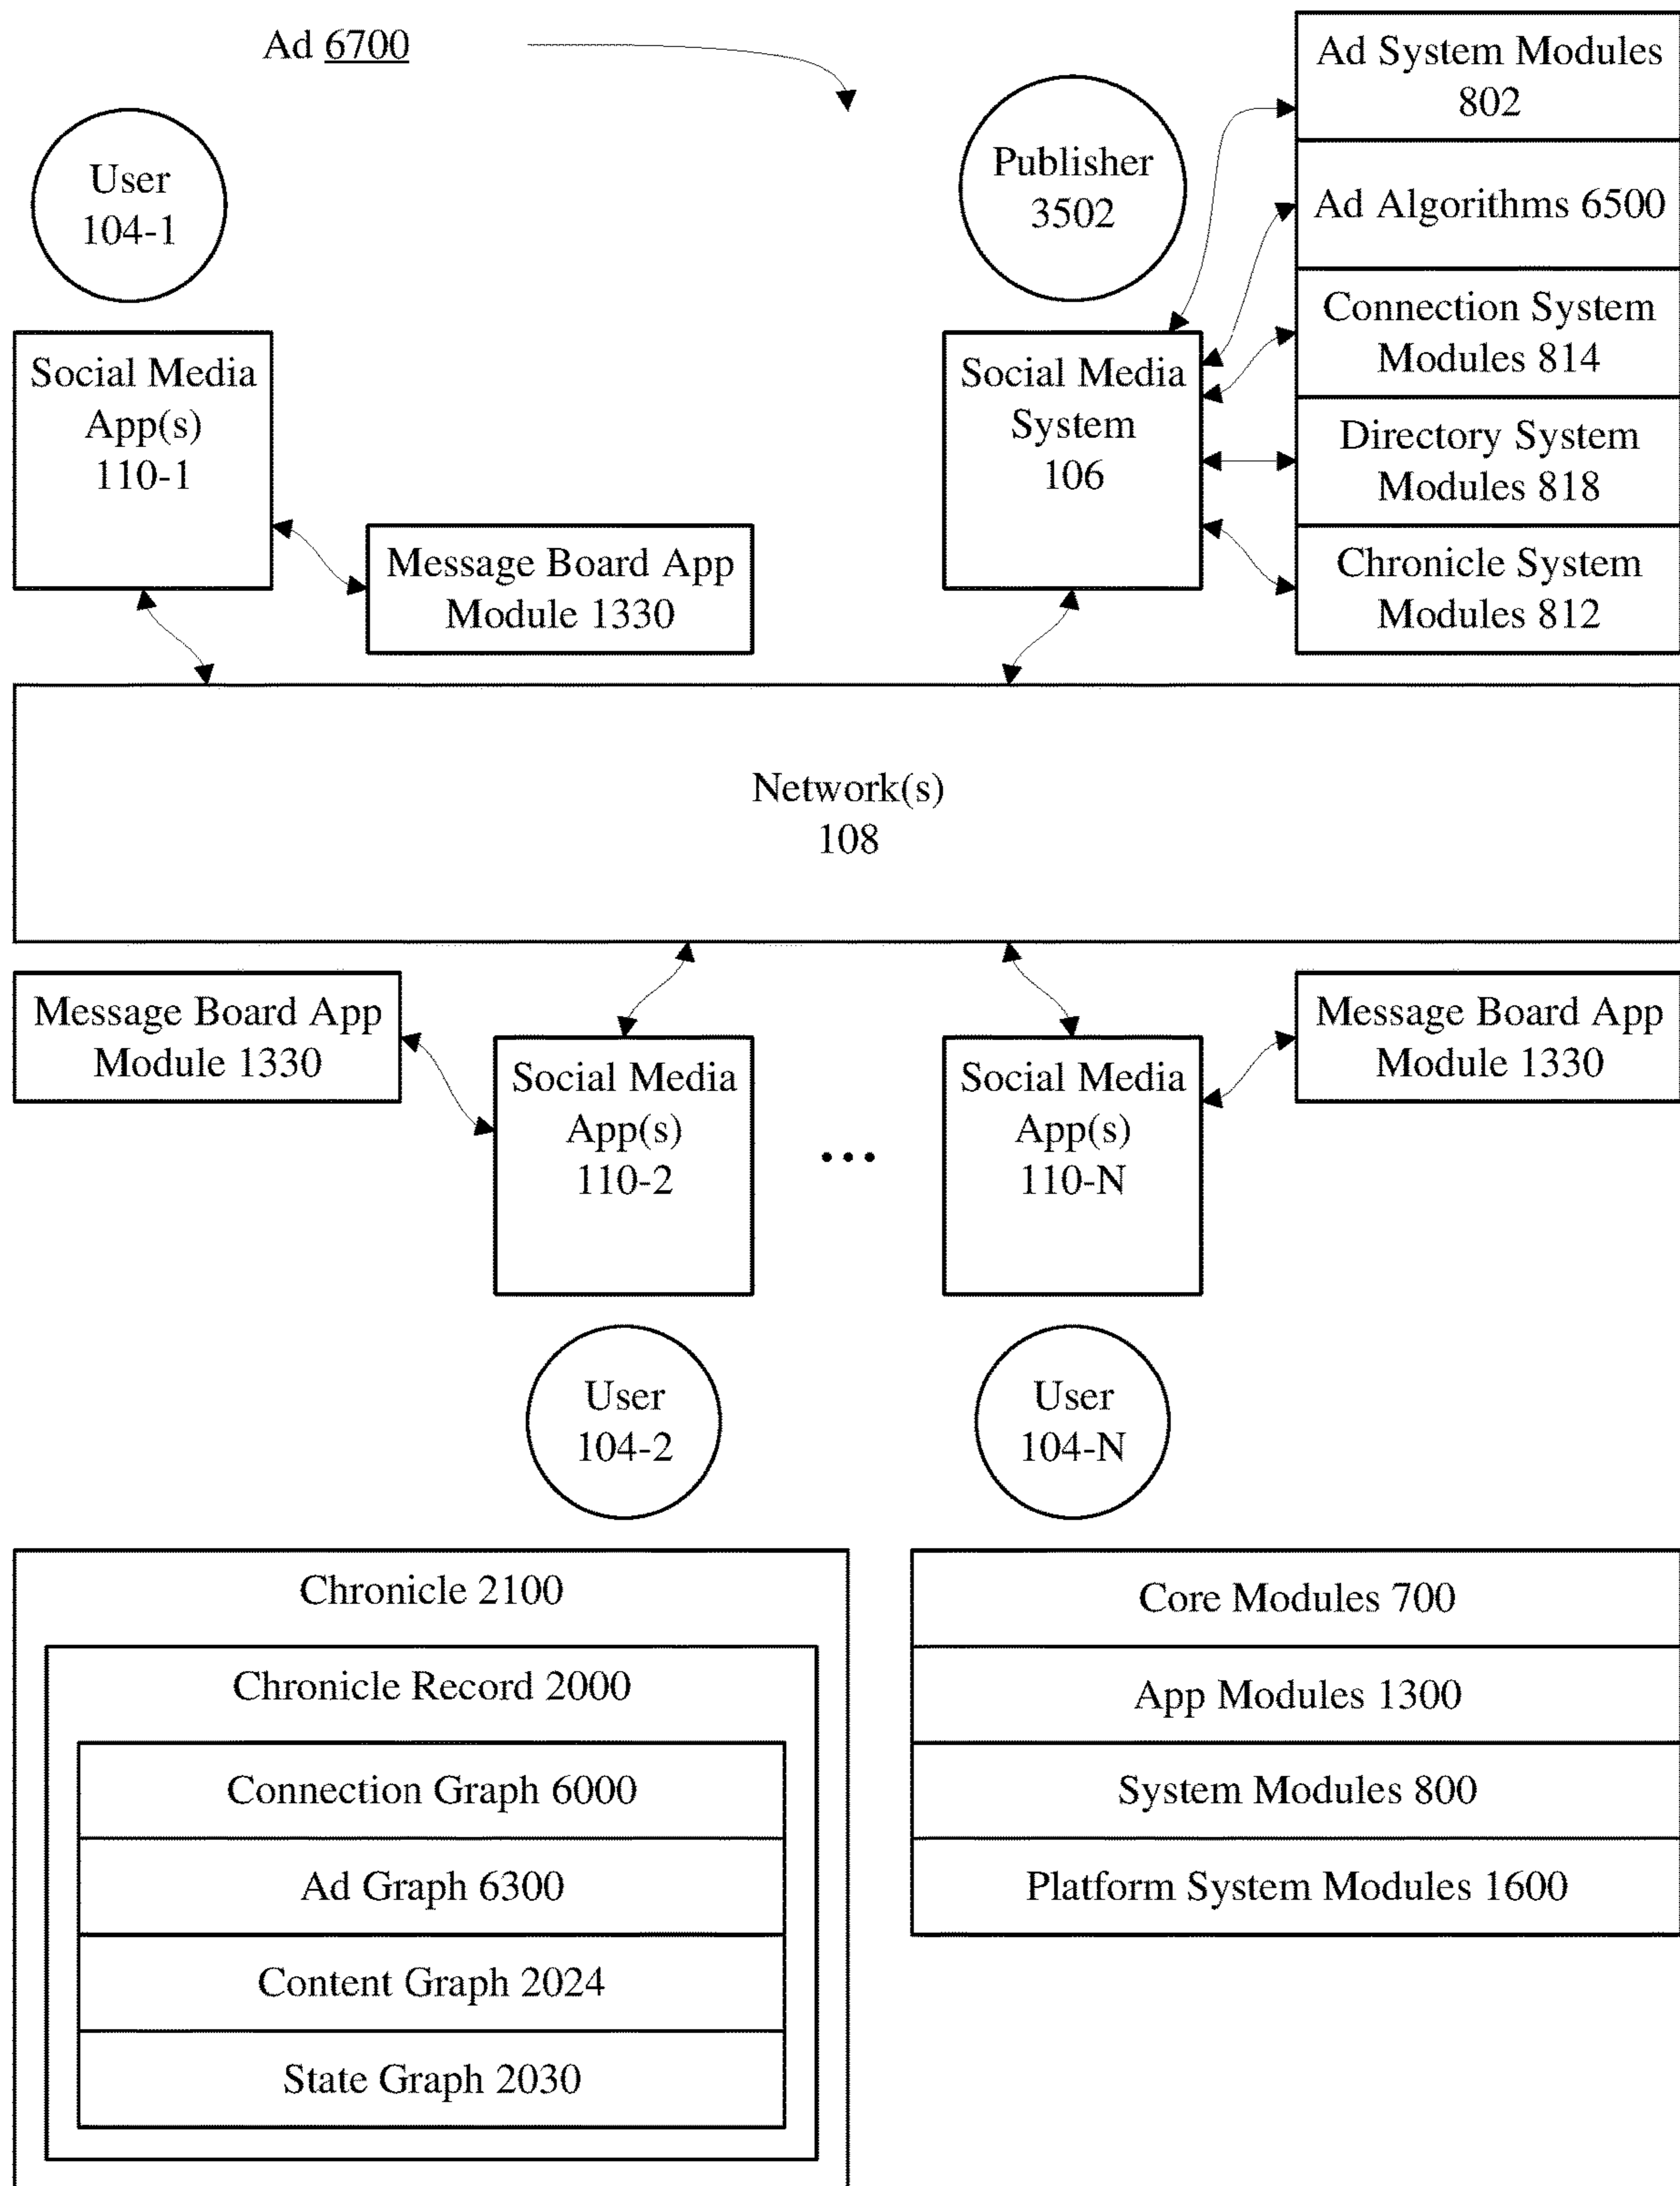 Ad 6700
User
104-1
Publisher
3502
Ad System Modules
802
Ad Algorithms 6500
Connection System
Modules 814
Directory System
Modules 818
Chronicle System
Modules 812
Social Media
App(s)
110-1
Message Board App
Module 1330
Social Media
System
106
Network(s)
108
Message Board App
Module 1330
Social Media
App(s)
110-2
...
Social Media
App(s)
110-N
Message Board App
Module 1330
User
104-2
User
104-N
Chronicle 2100
Chronicle Record 2000
Connection Graph 6000
Ad Graph 6300
Content Graph 2024
State Graph 2030
Core Modules 700
App Modules 1300
System Modules 800
Platform System Modules 1600